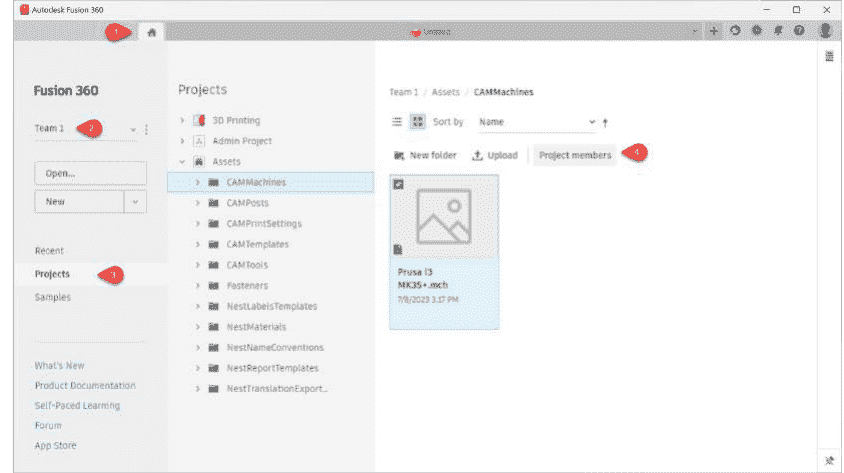 Autodesk Fusion 360
1
Untitled
Fusion 360
Team 1
2
Open...
New
Recent
Projects
3
Samples
What's New
Product Documentation
Self-Paced Learning
Forum
App Store
Projects
3D Printing
Admin Project
Assets
CAMMachines
CAMPosts
CAMPrintSettings
CAMTemplates
CAMTools
Fasteners
NestLabelsTemplates
NestMaterials
NestNameConventions
NestReportTemplates
NestTranslationExport...
Team 1 / Assets / CAMMachines
Sort by Name
New folder Upload Project members
4
Prusa i3
MK3S+.mch
7/8/2023 3:17 PM